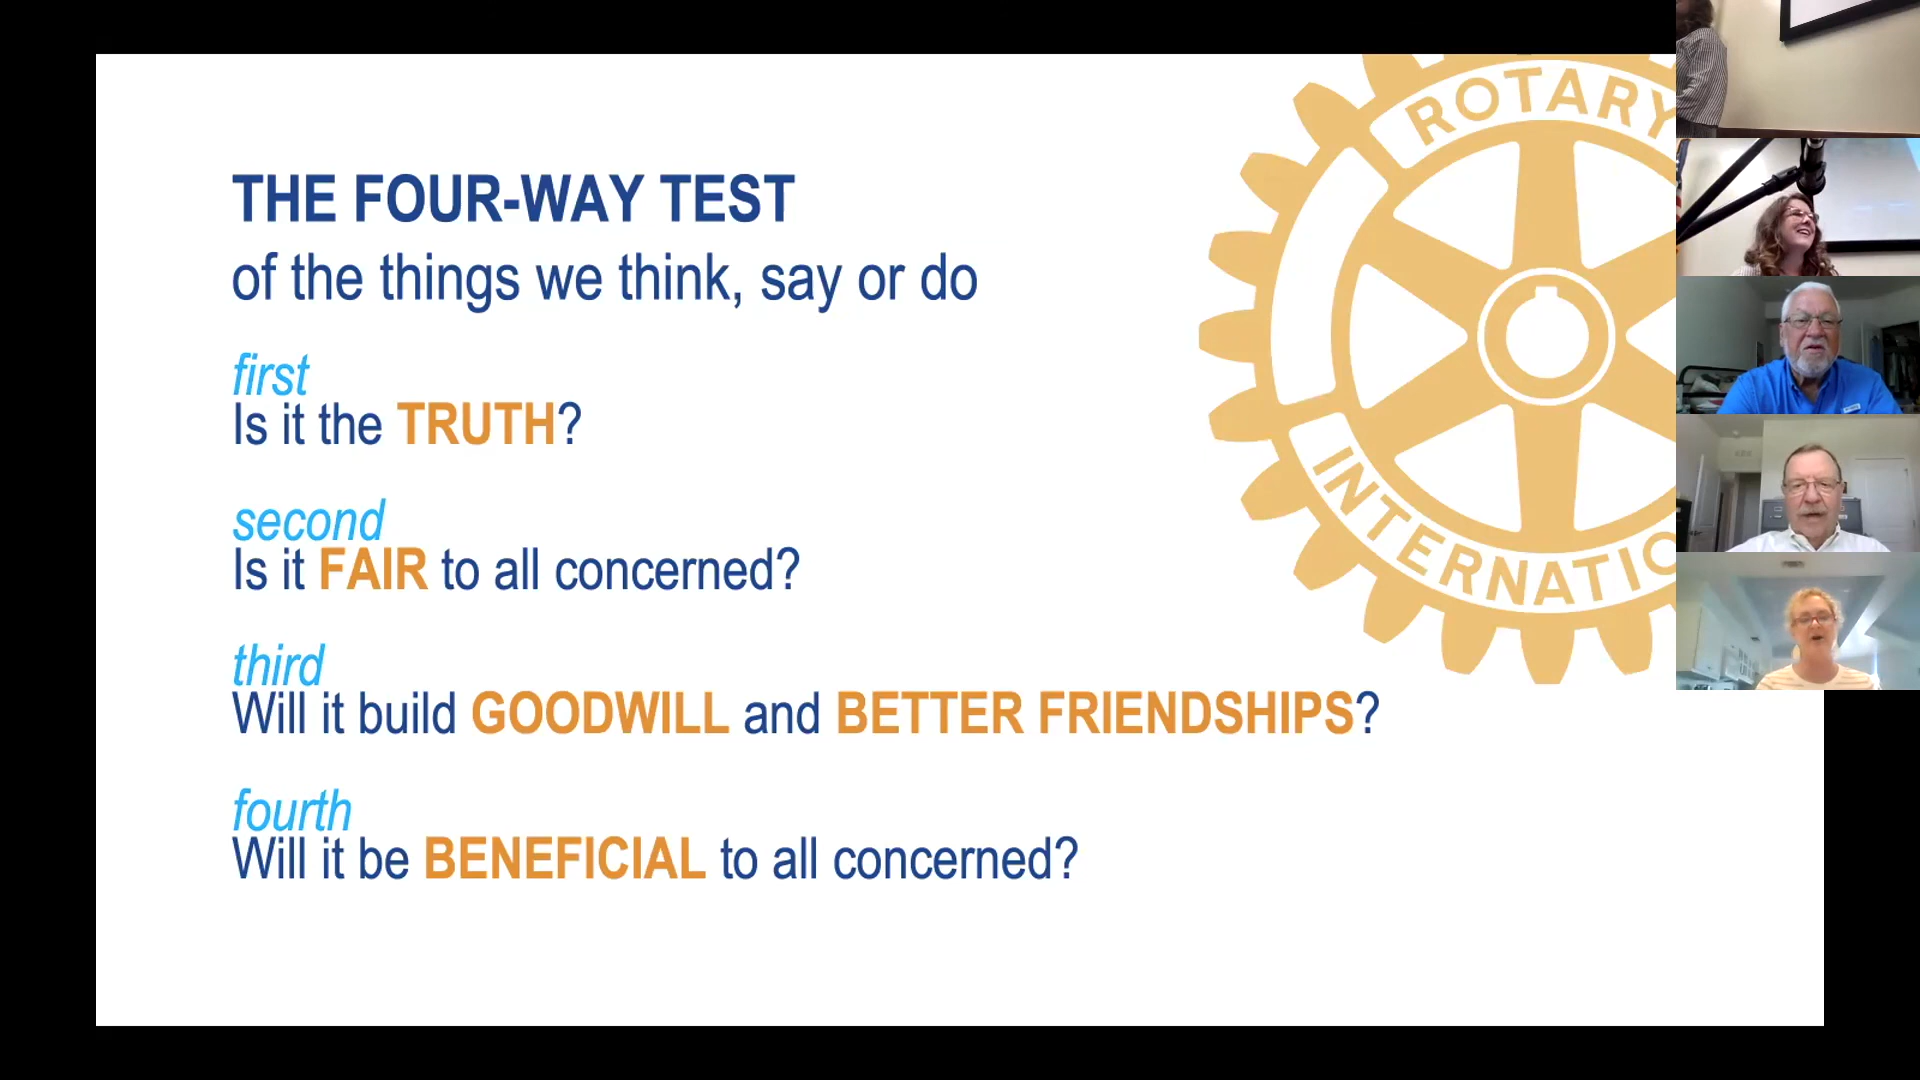 THE FOUR-WAY TEST
of the things we think, say or do
first
Is it the TRUTH?
second
Is it FAIR to all concerned?
third
Will it build GOODWILL and BETTER FRIENDSHIPS?
fourth
Will it be BENEFICIAL to all concerned?
ROTARY
INTERNATIO